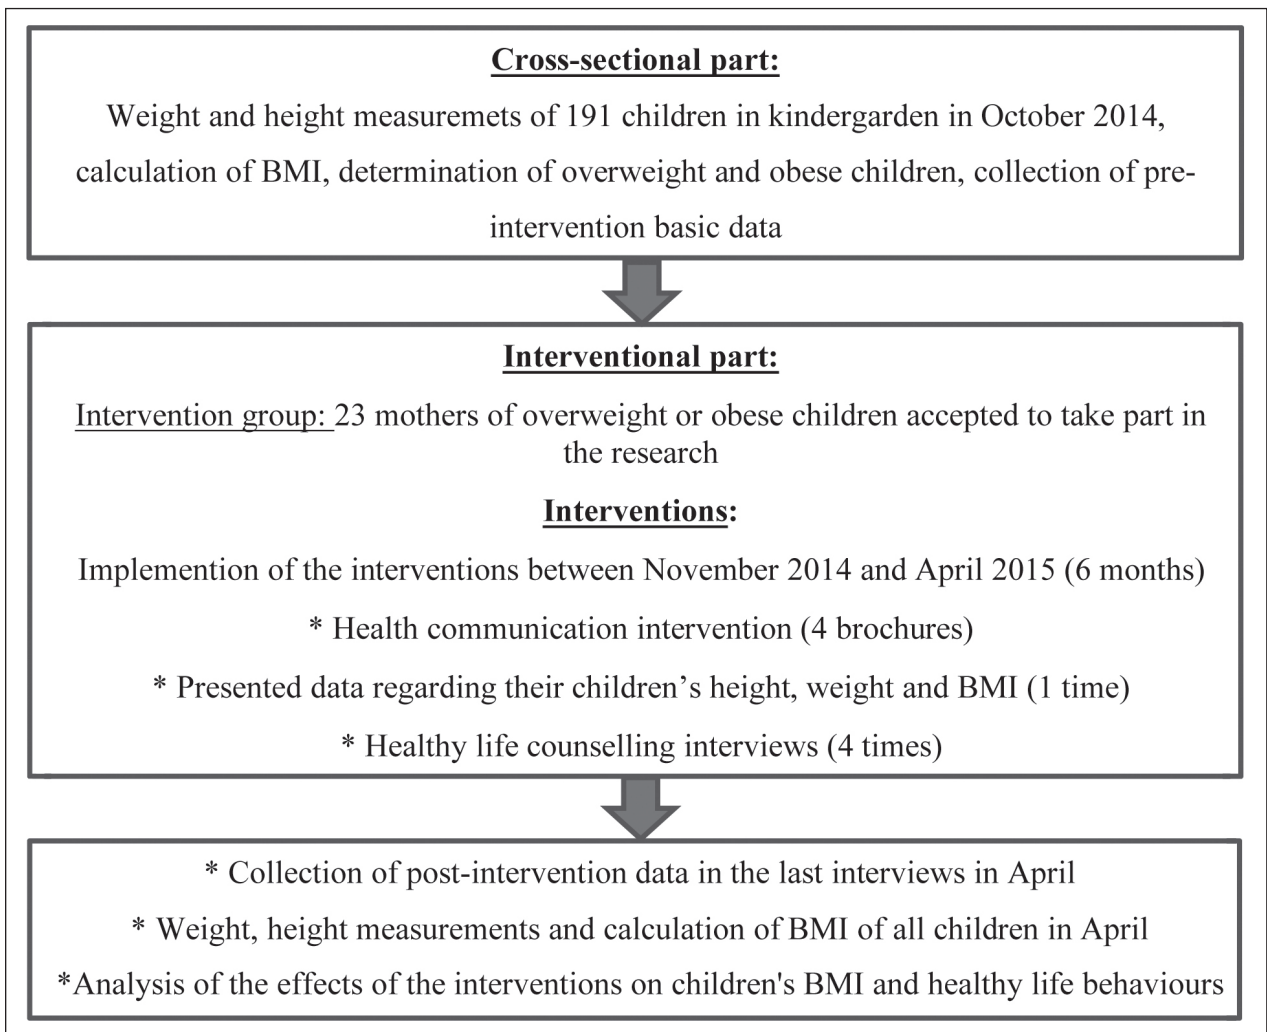 Cross-sectional part:
Weight and height measuremets of 191 children in kindergarden in October 2014,
calculation of BMI, determination of overweight and obese children, collection of pre-
intervention basic data
Interventional part:
Intervention group: 23 mothers of overweight or obese children accepted to take part in
the research
Interventions:
Implemention of the interventions between November 2014 and April 2015 (6 months)
* Health communication intervention (4 brochures)
* Presented data regarding their children’s height, weight and BMI (1 time)
* Healthy life counselling interviews (4 times)
* Collection of post-intervention data in the last interviews in April
* Weight, height measurements and calculation of BMI of all children in April
*Analysis of the effects of the interventions on children's BMI and healthy life behaviours